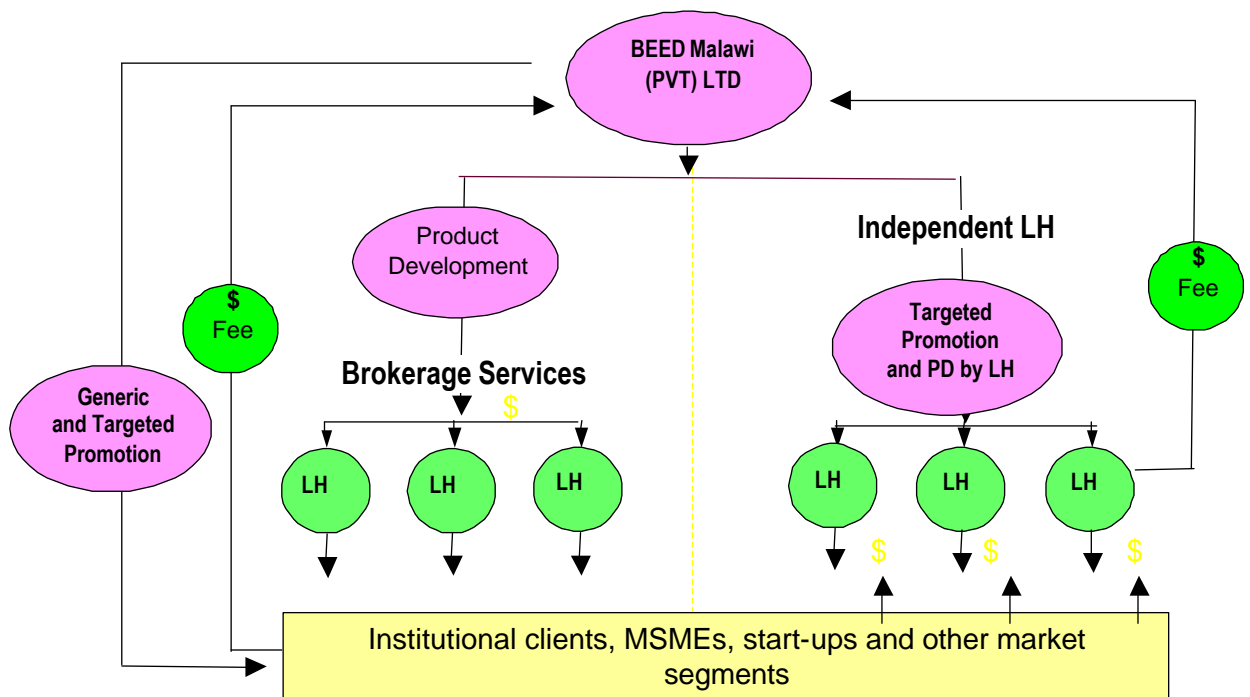 BEED Malawi
(PVT) LTD
Product
Development
Independent LH
$
Fee
$
Fee
Targeted
Promotion
and PD by LH
Brokerage Services
Generic
and Targeted
Promotion
$
LH
LH
LH
LH
LH
LH
$
$
$
Institutional clients, MSMEs, start-ups and other market
segments